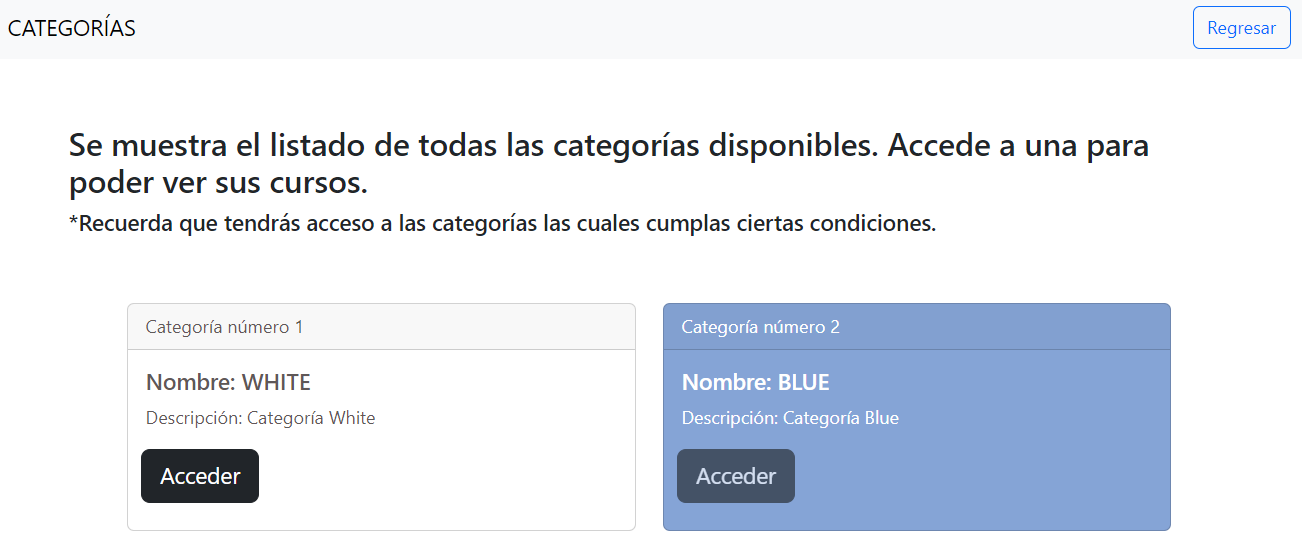 CATEGORÍAS
Regresar
Se muestra el listado de todas las categorías disponibles. Accede a una para
poder ver sus cursos.
*Recuerda que tendrás acceso a las categorías las cuales cumplas ciertas condiciones.
Categoría número 1
Nombre: WHITE
Descripción: Categoría White
Acceder
Categoría número 2
Nombre: BLUE
Descripción: Categoría Blue
Acceder